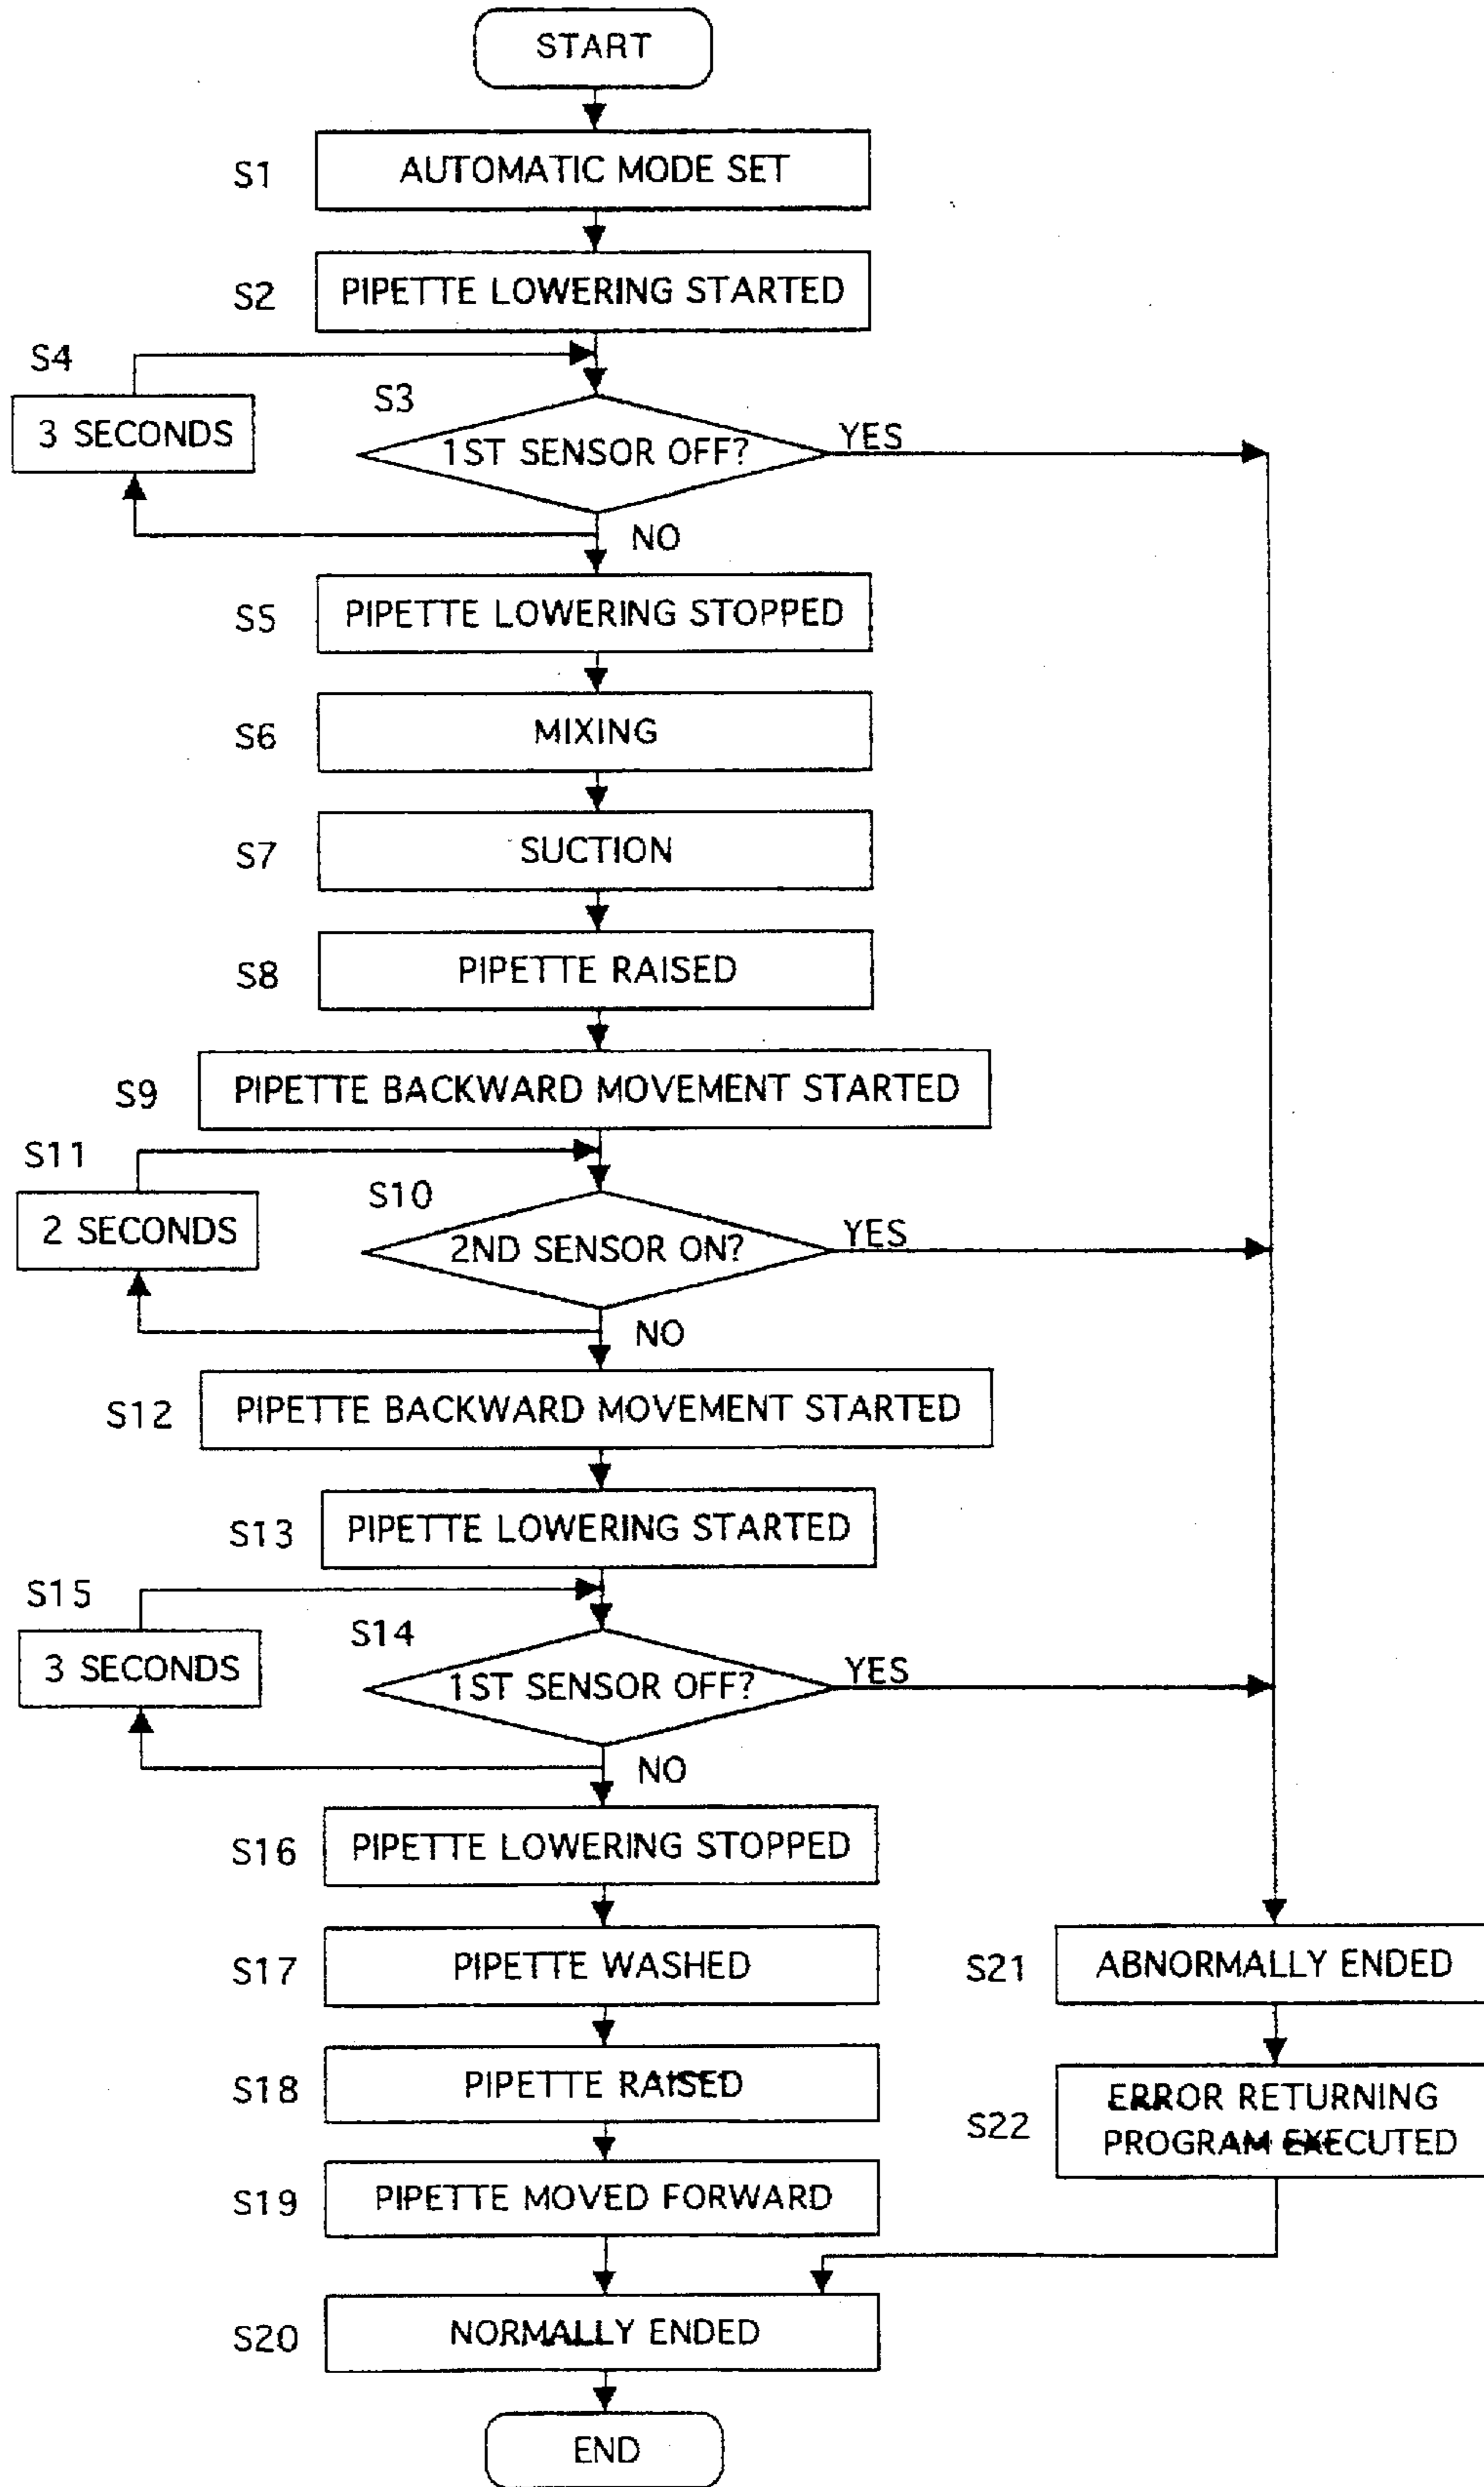 START
S1
AUTOMATIC MODE SET
S2
PIPETTE LOWERING STARTED
S4
3 SECONDS
S3
1ST SENSOR OFF?
YES
NO
S5
PIPETTE LOWERING STOPPED
S6
MIXING
S7
SUCTION
S8
PIPETTE RAISED
S9
PIPETTE BACKWARD MOVEMENT STARTED
S11
2 SECONDS
S10
2ND SENSOR ON?
YES
NO
S12
PIPETTE BACKWARD MOVEMENT STARTED
S13
PIPETTE LOWERING STARTED
S15
3 SECONDS
S14
1ST SENSOR OFF?
YES
NO
S16
PIPETTE LOWERING STOPPED
S17
PIPETTE WASHED
S21
ABNORMALLY ENDED
S18
PIPETTE RAISED
S22
ERROR RETURNING
PROGRAM EXECUTED
S19
PIPETTE MOVED FORWARD
S20
NORMALLY ENDED
END